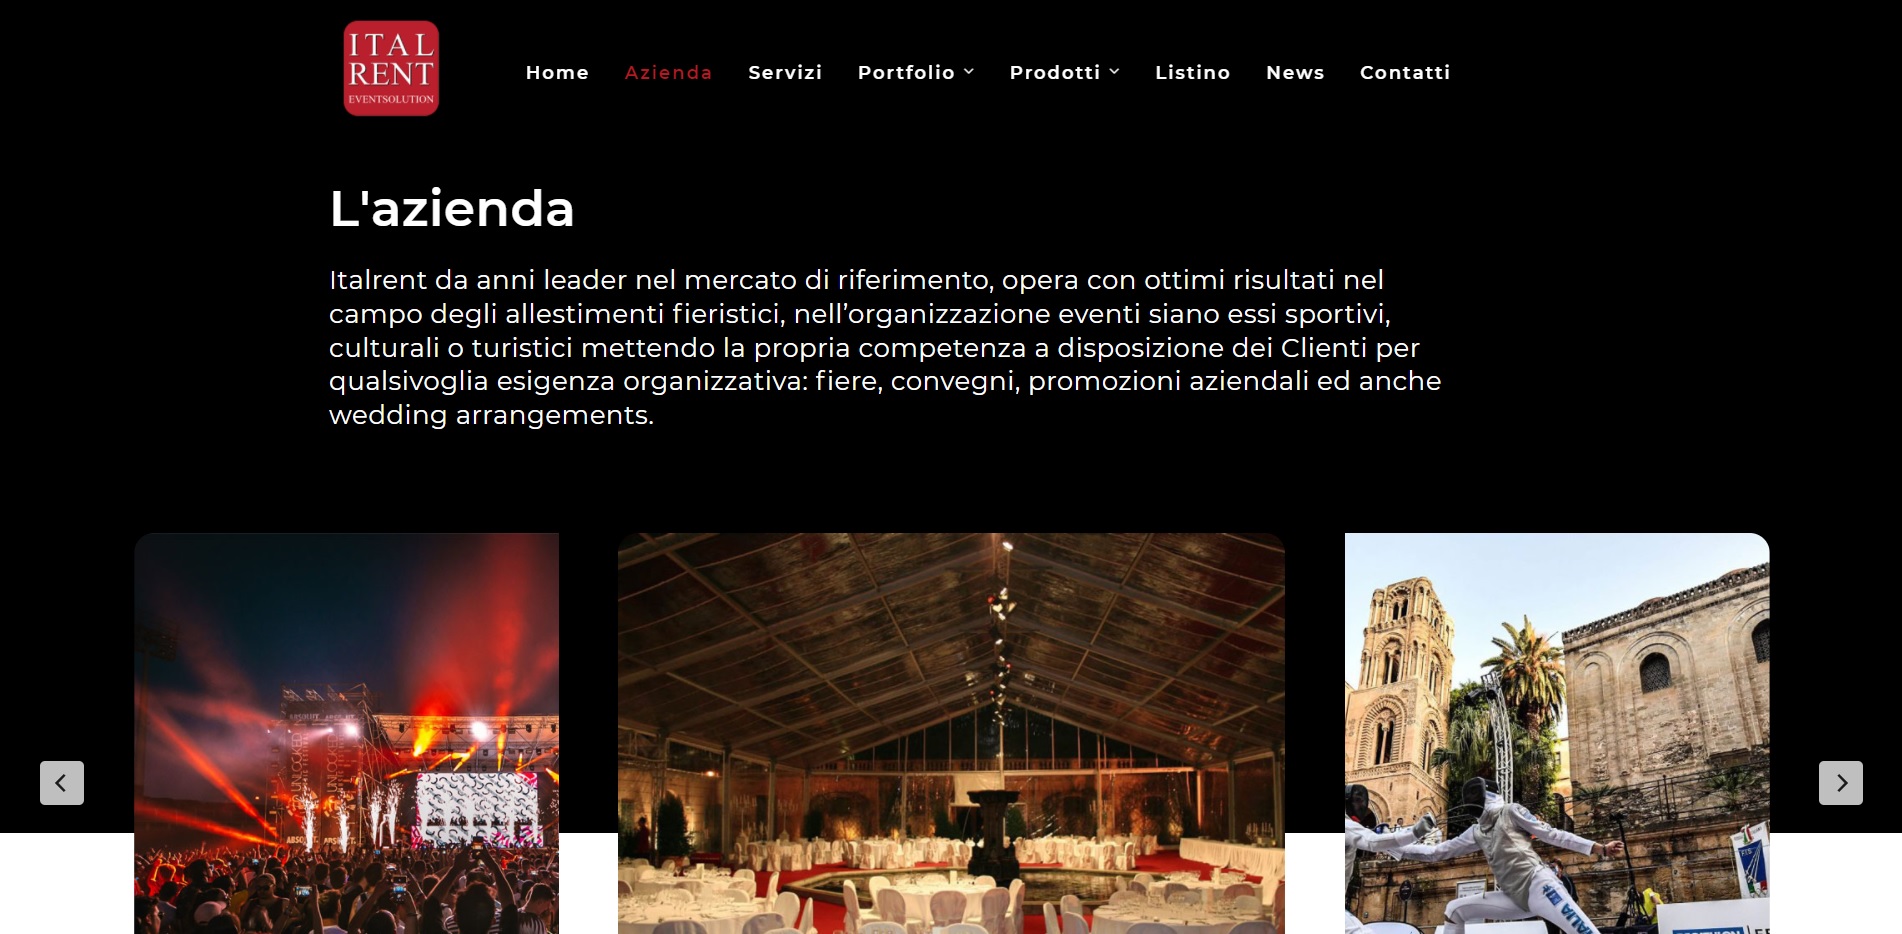 ITAL
RENT
EVENTSOLUTION
Home Azienda Servizi Portfolio Prodotti Listino News Contatti
L'azienda
Italrent da anni leader nel mercato di riferimento, opera con ottimi risultati nel
campo degli allestimenti fieristici, nell’organizzazione eventi siano essi sportivi,
culturali o turistici mettendo la propria competenza a disposizione dei Clienti per
qualsivoglia esigenza organizzativa: fiere, convegni, promozioni aziendali ed anche
wedding arrangements.
UNLOCKED
ITALIA